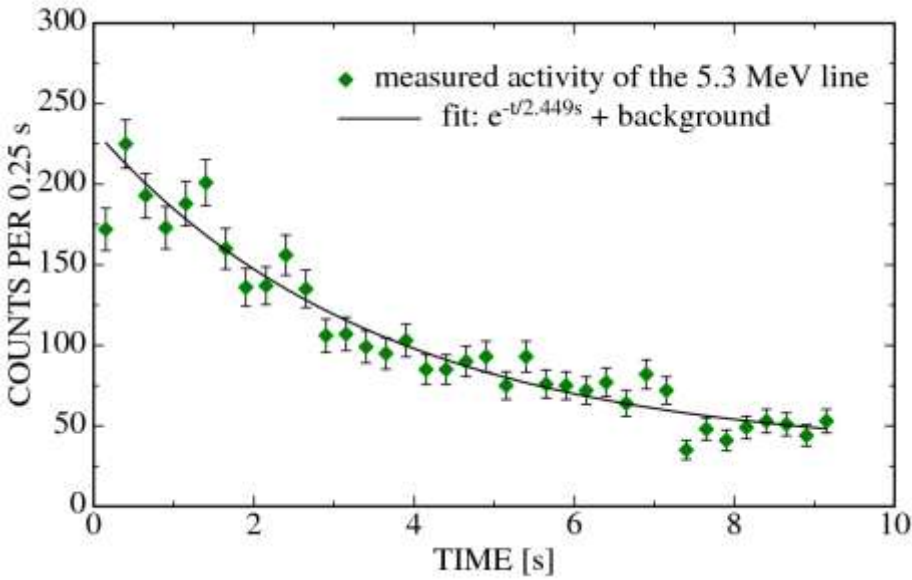 300
250
200
150
100
50
0
COUNTS PER 0.25 s
measured activity of the 5.3 MeV line
fit: e^-t/2.449s + background
0 2 4 6 8 10
TIME [s]